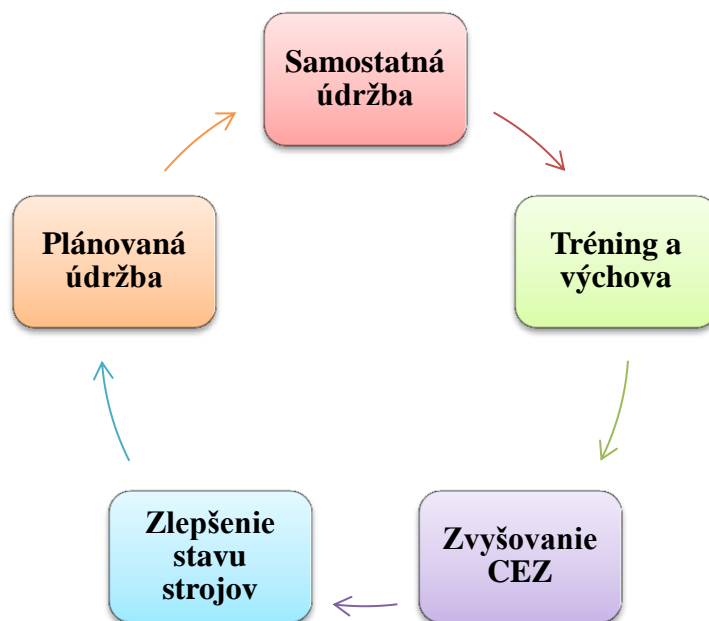 Samostatná
údržba
Tréning a
výchova
Zvyšovanie
CEZ
Zlepšenie
stavu
strojov
Plánovaná
údržba